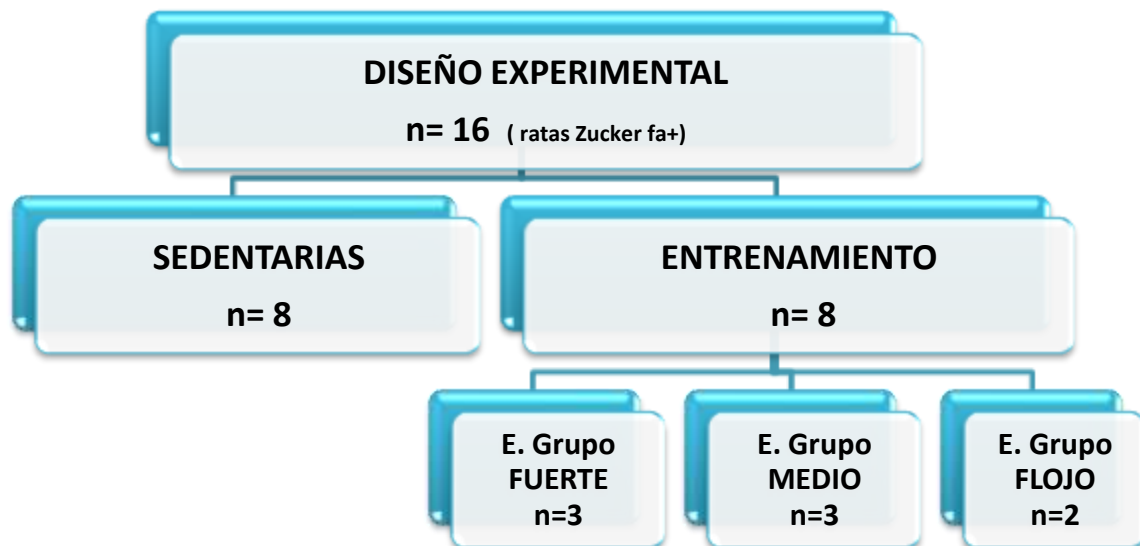 DISEÑO EXPERIMENTAL
n= 16 ( ratas Zucker fa+)
SEDENTARIAS
n= 8
ENTRENAMIENTO
n= 8
E. Grupo
FUERTE
n=3
E. Grupo
MEDIO
n=3
E. Grupo
FLOJO
n=2